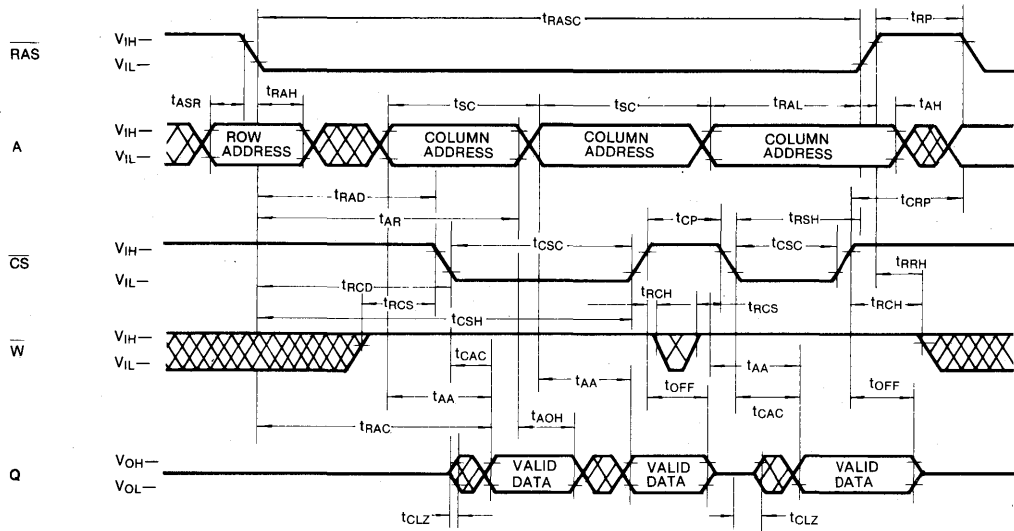 tRASC tRP
RAS VIH VIL
tASR tRAH tSC tSC tRAL tAH
A VIH VIL ROW ADDRESS COLUMN ADDRESS COLUMN ADDRESS COLUMN ADDRESS
tRAD tCRP
tAR tCP tRSH
CS VIH VIL tCSC tCSC
tRCD tRCH tRRH
tRCS tRCS tRCH
tCSH
W VIH VIL
tCAC tAA
tAA tAA tOFF tCAC tOFF
tRAC tAOH
Q VOH VOL VALID DATA VALID DATA VALID DATA
tCLZ tCLZ